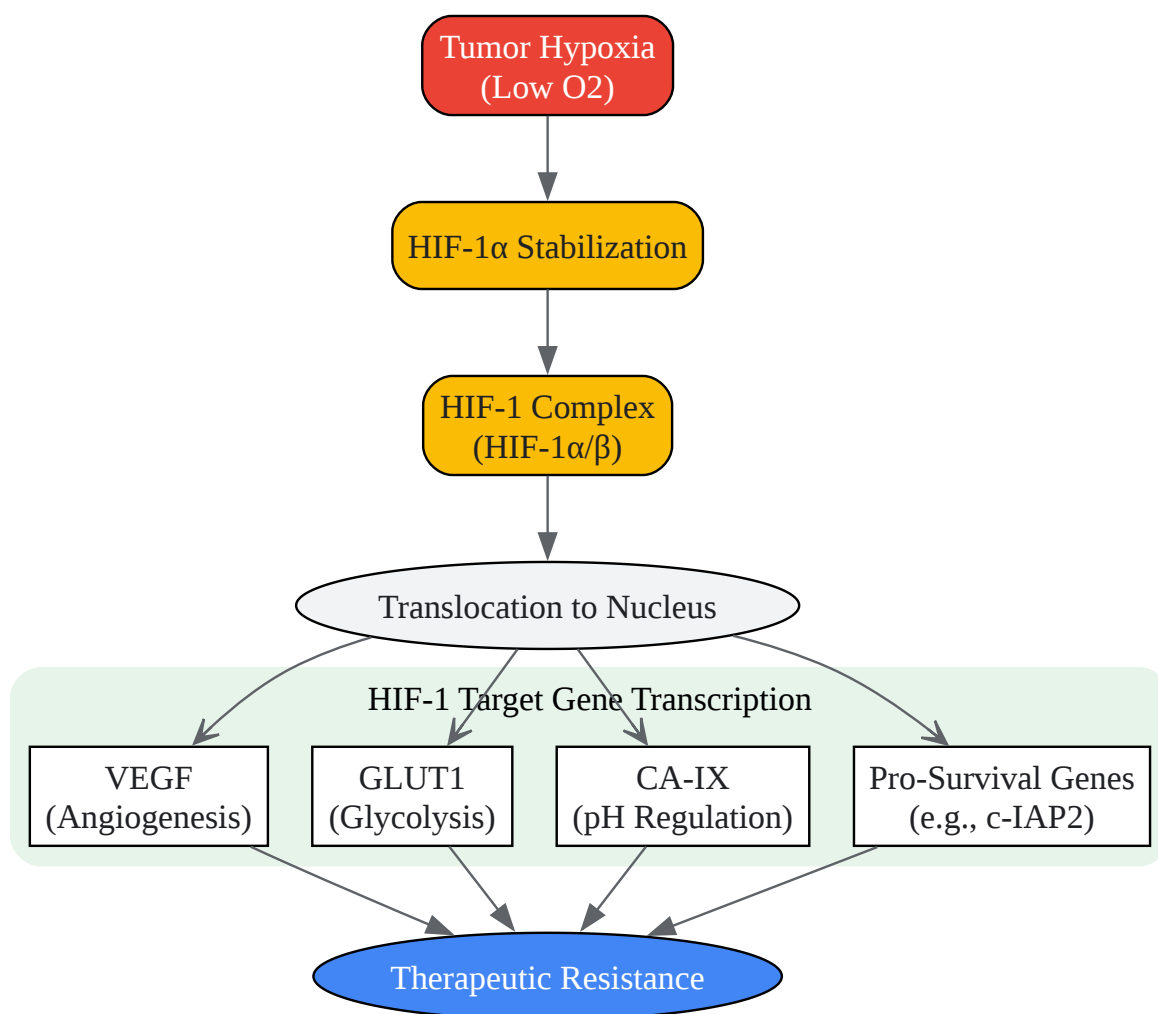 Tumor Hypoxia
(Low O2)
HIF-1α Stabilization
HIF-1 Complex
(HIF-1α/β)
Translocation to Nucleus
HIF-1 Target Gene Transcription
VEGF
(Angiogenesis)
GLUT1
(Glycolysis)
CA-IX
(pH Regulation)
Pro-Survival Genes
(e.g., c-IAP2)
Therapeutic Resistance